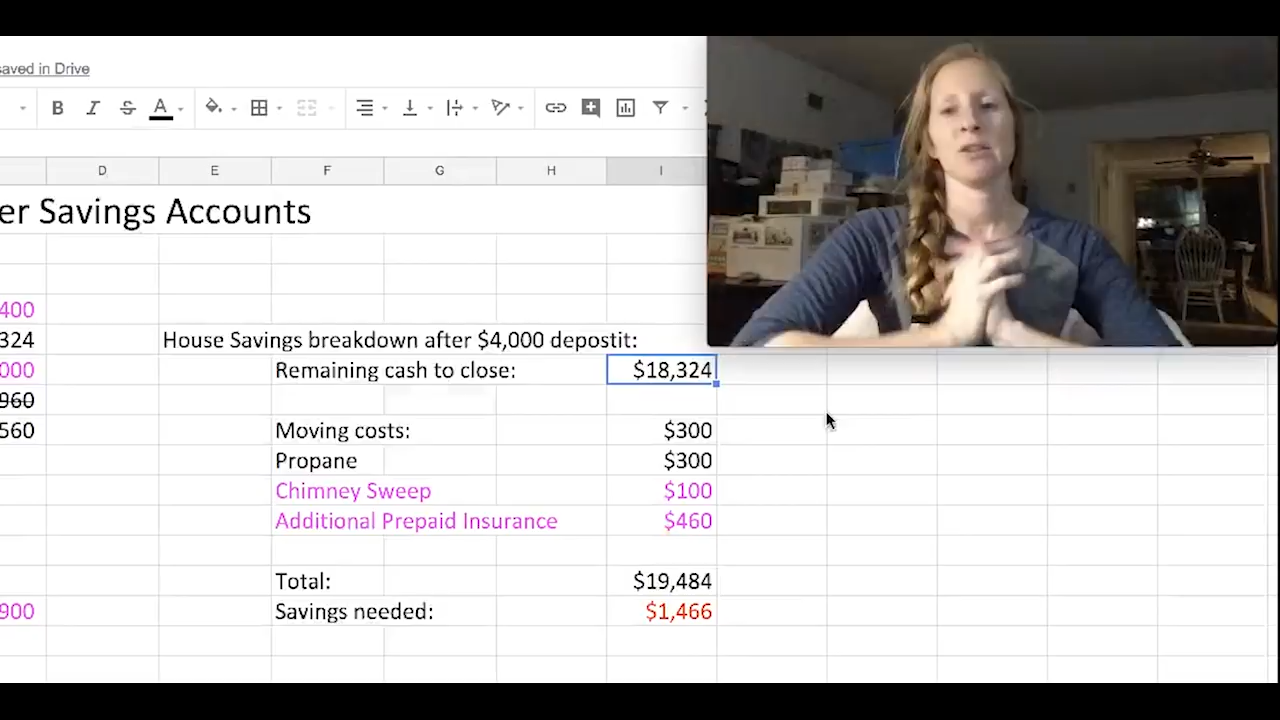 saved in Drive
B I S A
D E F G H I
er Savings Accounts
400
324 House Savings breakdown after $4,000 depostit:
000 Remaining cash to close: $18,324
960
560 Moving costs: $300
Propane $300
Chimney Sweep $100
Additional Prepaid Insurance $460
Total: $19,484
900 Savings needed: $1,466